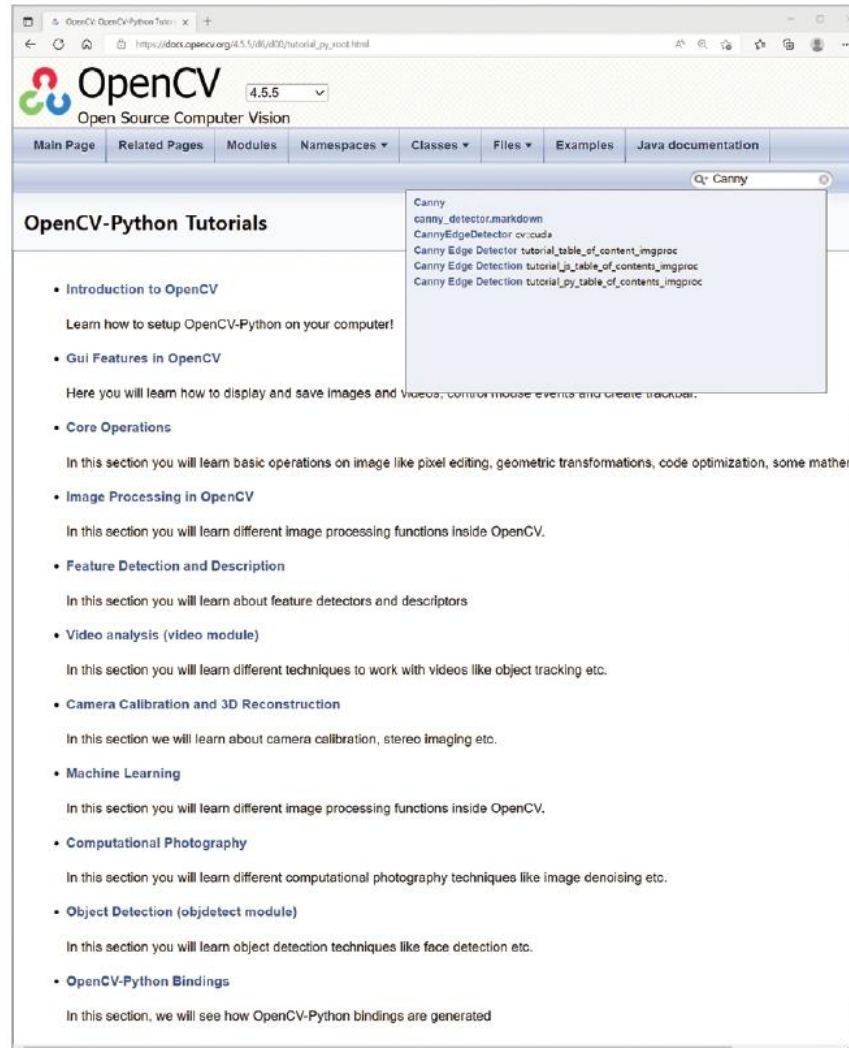 OpenCV: OpenCV-Python Tutori
https://docs.opencv.org/4.5.5/d6/d00/tutorial_py_root.html
OpenCV
4.5.5
Open Source Computer Vision
Main Page Related Pages Modules Namespaces Classes Files Examples Java documentation
Canny
OpenCV-Python Tutorials
Canny
canny_detector.markdown
CannyEdgeDetector cv::cuda
Canny Edge Detector tutorial_table_of_content_imgproc
Canny Edge Detection tutorial_js_table_of_contents_imgproc
Canny Edge Detection tutorial_py_table_of_contents_imgproc
• Introduction to OpenCV
Learn how to setup OpenCV-Python on your computer!
• Gui Features in OpenCV
Here you will learn how to display and save images and videos, control mouse events and create trackbar.
• Core Operations
In this section you will learn basic operations on image like pixel editing, geometric transformations, code optimization, some mather
• Image Processing in OpenCV
In this section you will learn different image processing functions inside OpenCV.
• Feature Detection and Description
In this section you will learn about feature detectors and descriptors
• Video analysis (video module)
In this section you will learn different techniques to work with videos like object tracking etc.
• Camera Calibration and 3D Reconstruction
In this section we will learn about camera calibration, stereo imaging etc.
• Machine Learning
In this section you will learn different image processing functions inside OpenCV.
• Computational Photography
In this section you will learn different computational photography techniques like image denoising etc.
• Object Detection (objdetect module)
In this section you will learn object detection techniques like face detection etc.
• OpenCV-Python Bindings
In this section, we will see how OpenCV-Python bindings are generated